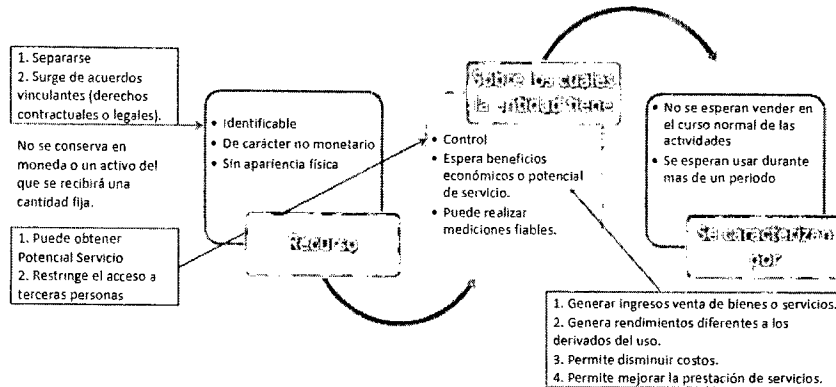 1. Separarse
2. Surge de acuerdos
vinculantes (derechos
contractuales o legales).
No se conserva en
moneda o un activo del
que se recibirá una
cantidad fija.
1. Puede obtener
Potencial Servicio
2. Restringe el acceso a
terceras personas
• Identificable
• De carácter no monetario
• Sin apariencia física
Recurso
Sobre los cuales
la entidad tiene
• Control
• Espera beneficios
económicos o potencial
de servicio.
• Puede realizar
mediciones fiables.
• No se esperan vender en
el curso normal de las
actividades
• Se esperan usar durante
mas de un periodo
Se caracterizan
por
1. Generar ingresos venta de bienes o servicios.
2. Genera rendimientos diferentes a los
derivados del uso.
3. Permite disminuir costos.
4. Permite mejorar la prestación de servicios.